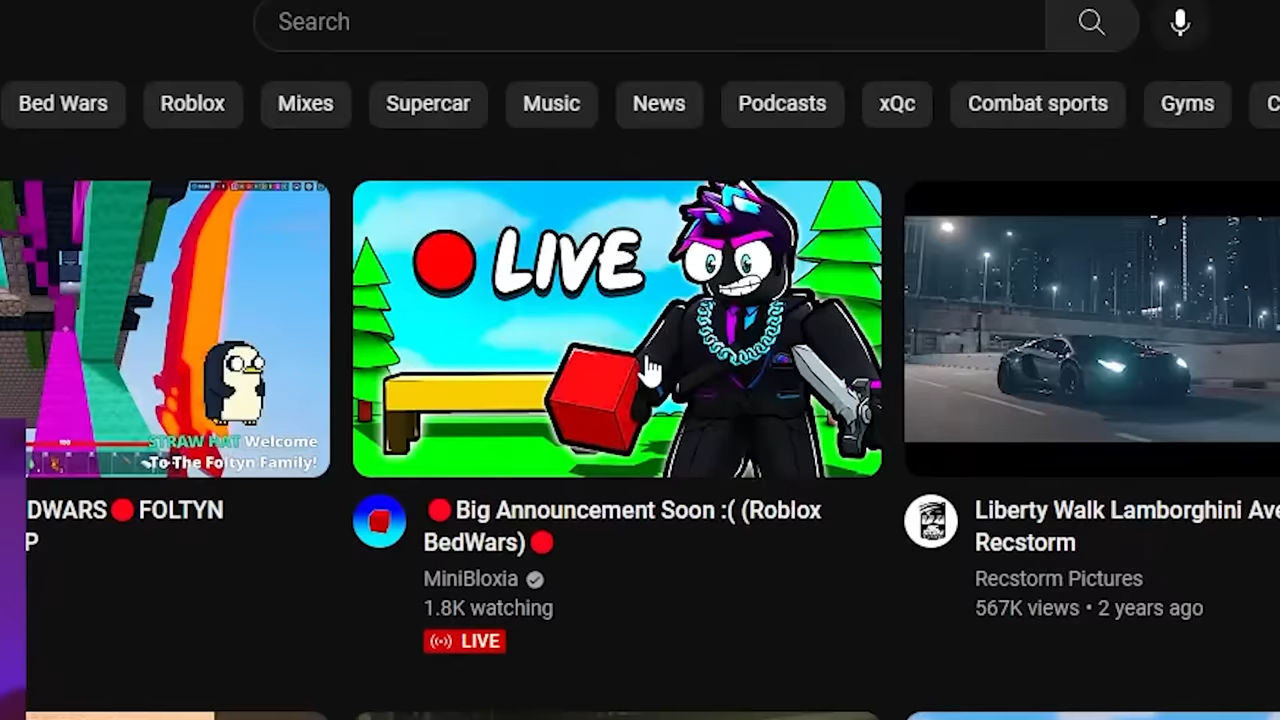 Search
Bed Wars Roblox Mixes Supercar Music News Podcasts xQc Combat sports Gyms C
LIVE
STRAW HAT Welcome
To The Foltyn Family!
DWARS🔴FOLTYN
P
🔴Big Announcement Soon :( (Roblox
BedWars)🔴
MiniBloxia
1.8K watching
LIVE
Liberty Walk Lamborghini Ave
Recstorm
Recstorm Pictures
567K views • 2 years ago